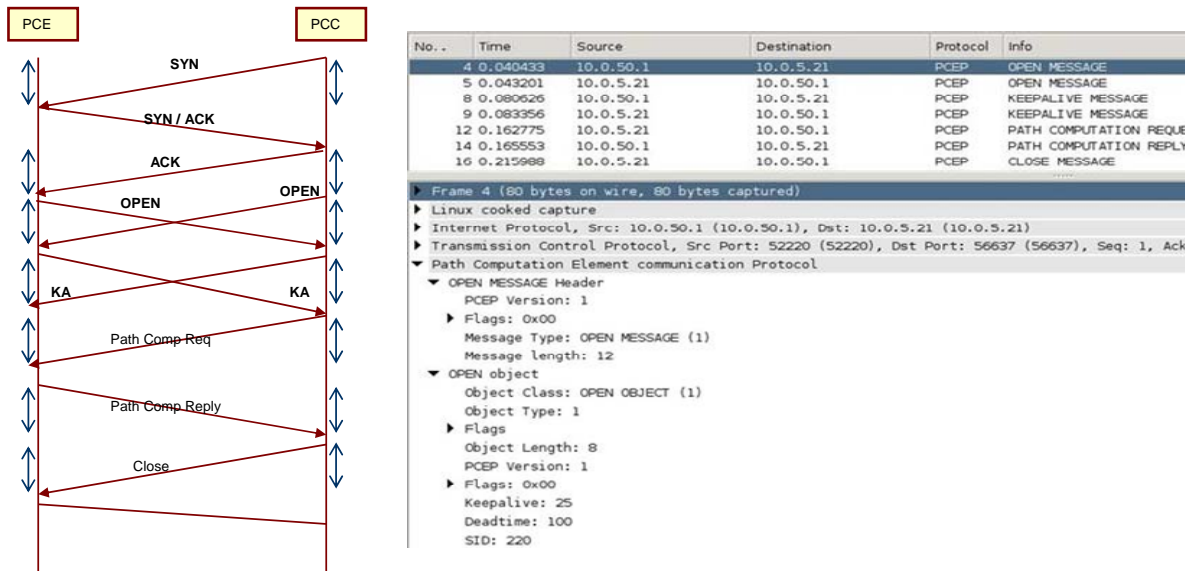 PCE
PCC
SYN
SYN / ACK
ACK
OPEN
OPEN
KA
KA
Path Comp Req
Path Comp Reply
Close
No. . Time Source Destination Protocol Info
4 0.040433 10.0.50.1 10.0.5.21 PCEP OPEN MESSAGE
5 0.043201 10.0.5.21 10.0.50.1 PCEP OPEN MESSAGE
8 0.080626 10.0.50.1 10.0.5.21 PCEP KEEPALIVE MESSAGE
9 0.083356 10.0.5.21 10.0.50.1 PCEP KEEPALIVE MESSAGE
12 0.162775 10.0.5.21 10.0.50.1 PCEP PATH COMPUTATION REQUE
14 0.165553 10.0.50.1 10.0.5.21 PCEP PATH COMPUTATION REPLY
16 0.215988 10.0.5.21 10.0.50.1 PCEP CLOSE MESSAGE
Frame 4 (80 bytes on wire, 80 bytes captured)
Linux cooked capture
Internet Protocol, Src: 10.0.50.1 (10.0.50.1), Dst: 10.0.5.21 (10.0.5.21)
Transmission Control Protocol, Src Port: 52220 (52220), Dst Port: 56637 (56637), Seq: 1, Ack
Path Computation Element communication Protocol
OPEN MESSAGE Header
PCEP Version: 1
Flags: 0x00
Message Type: OPEN MESSAGE (1)
Message length: 12
OPEN object
Object Class: OPEN OBJECT (1)
Object Type: 1
Flags
Object Length: 8
PCEP Version: 1
Flags: 0x00
Keepalive: 25
Deadtime: 100
SID: 220